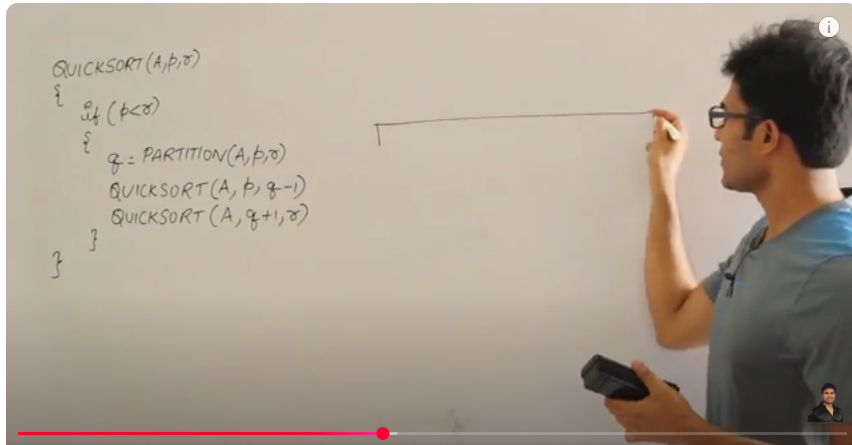 QUICKSORT(A,p,r)
{
if (p<r)
{
q = PARTITION(A,p,r)
QUICKSORT(A, p, q-1)
QUICKSORT(A, q+1, r)
}
}